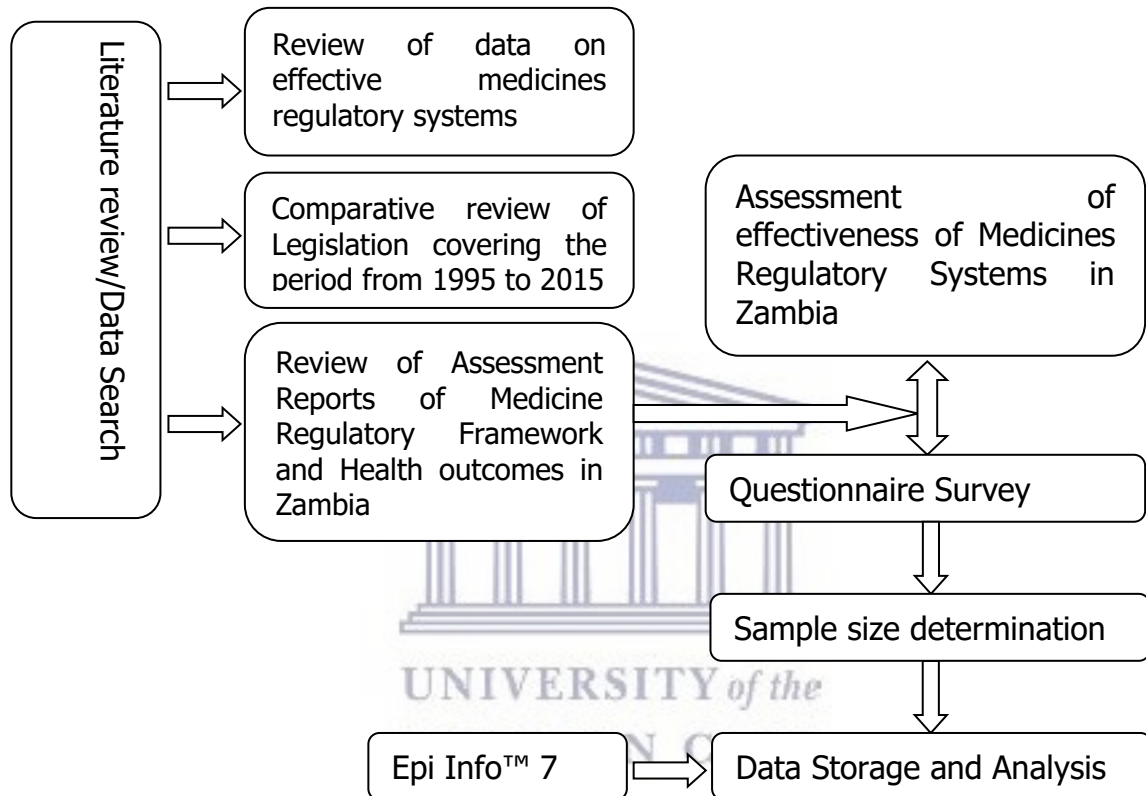 Literature review/Data Search
Review of data on
effective medicines
regulatory systems
Comparative review of
Legislation covering the
period from 1995 to 2015
Review of Assessment
Reports of Medicine
Regulatory Framework
and Health outcomes in
Zambia
Assessment of
effectiveness of Medicines
Regulatory Systems in
Zambia
Questionnaire Survey
Sample size determination
UNIVERSITY of the
Epi Info™ 7
Data Storage and Analysis